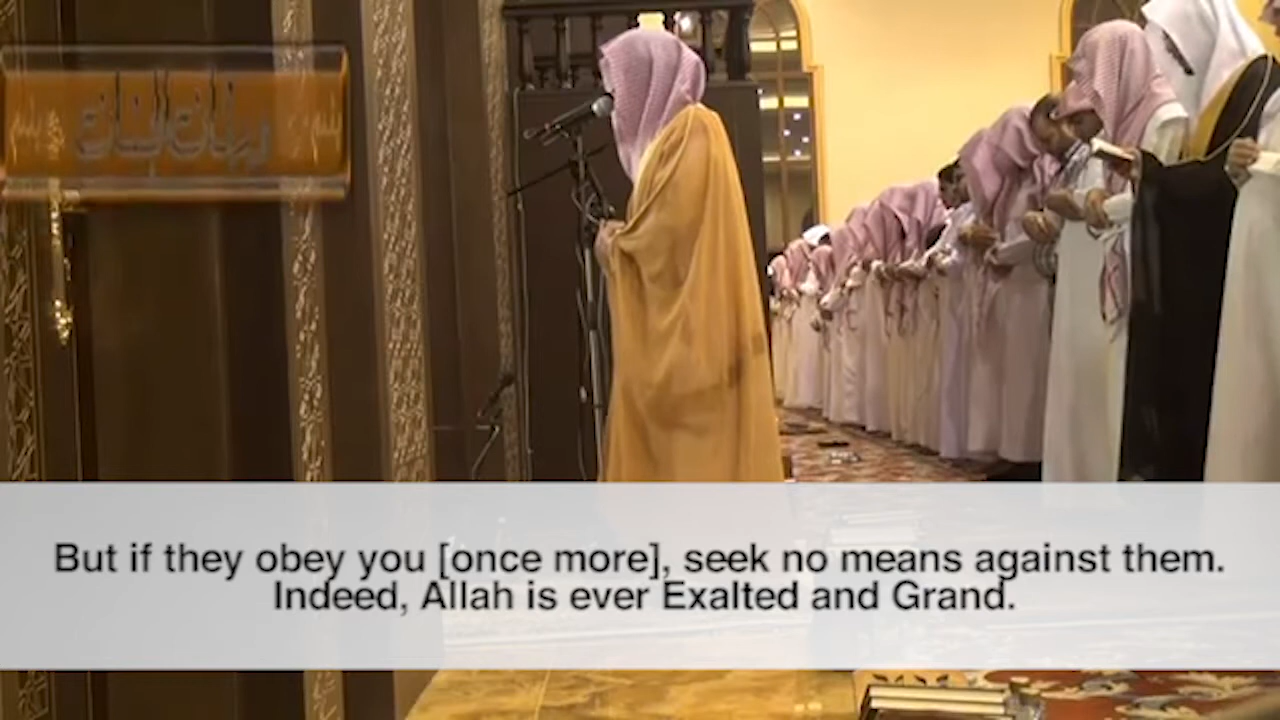 But if they obey you [once more], seek no means against them.
Indeed, Allah is ever Exalted and Grand.